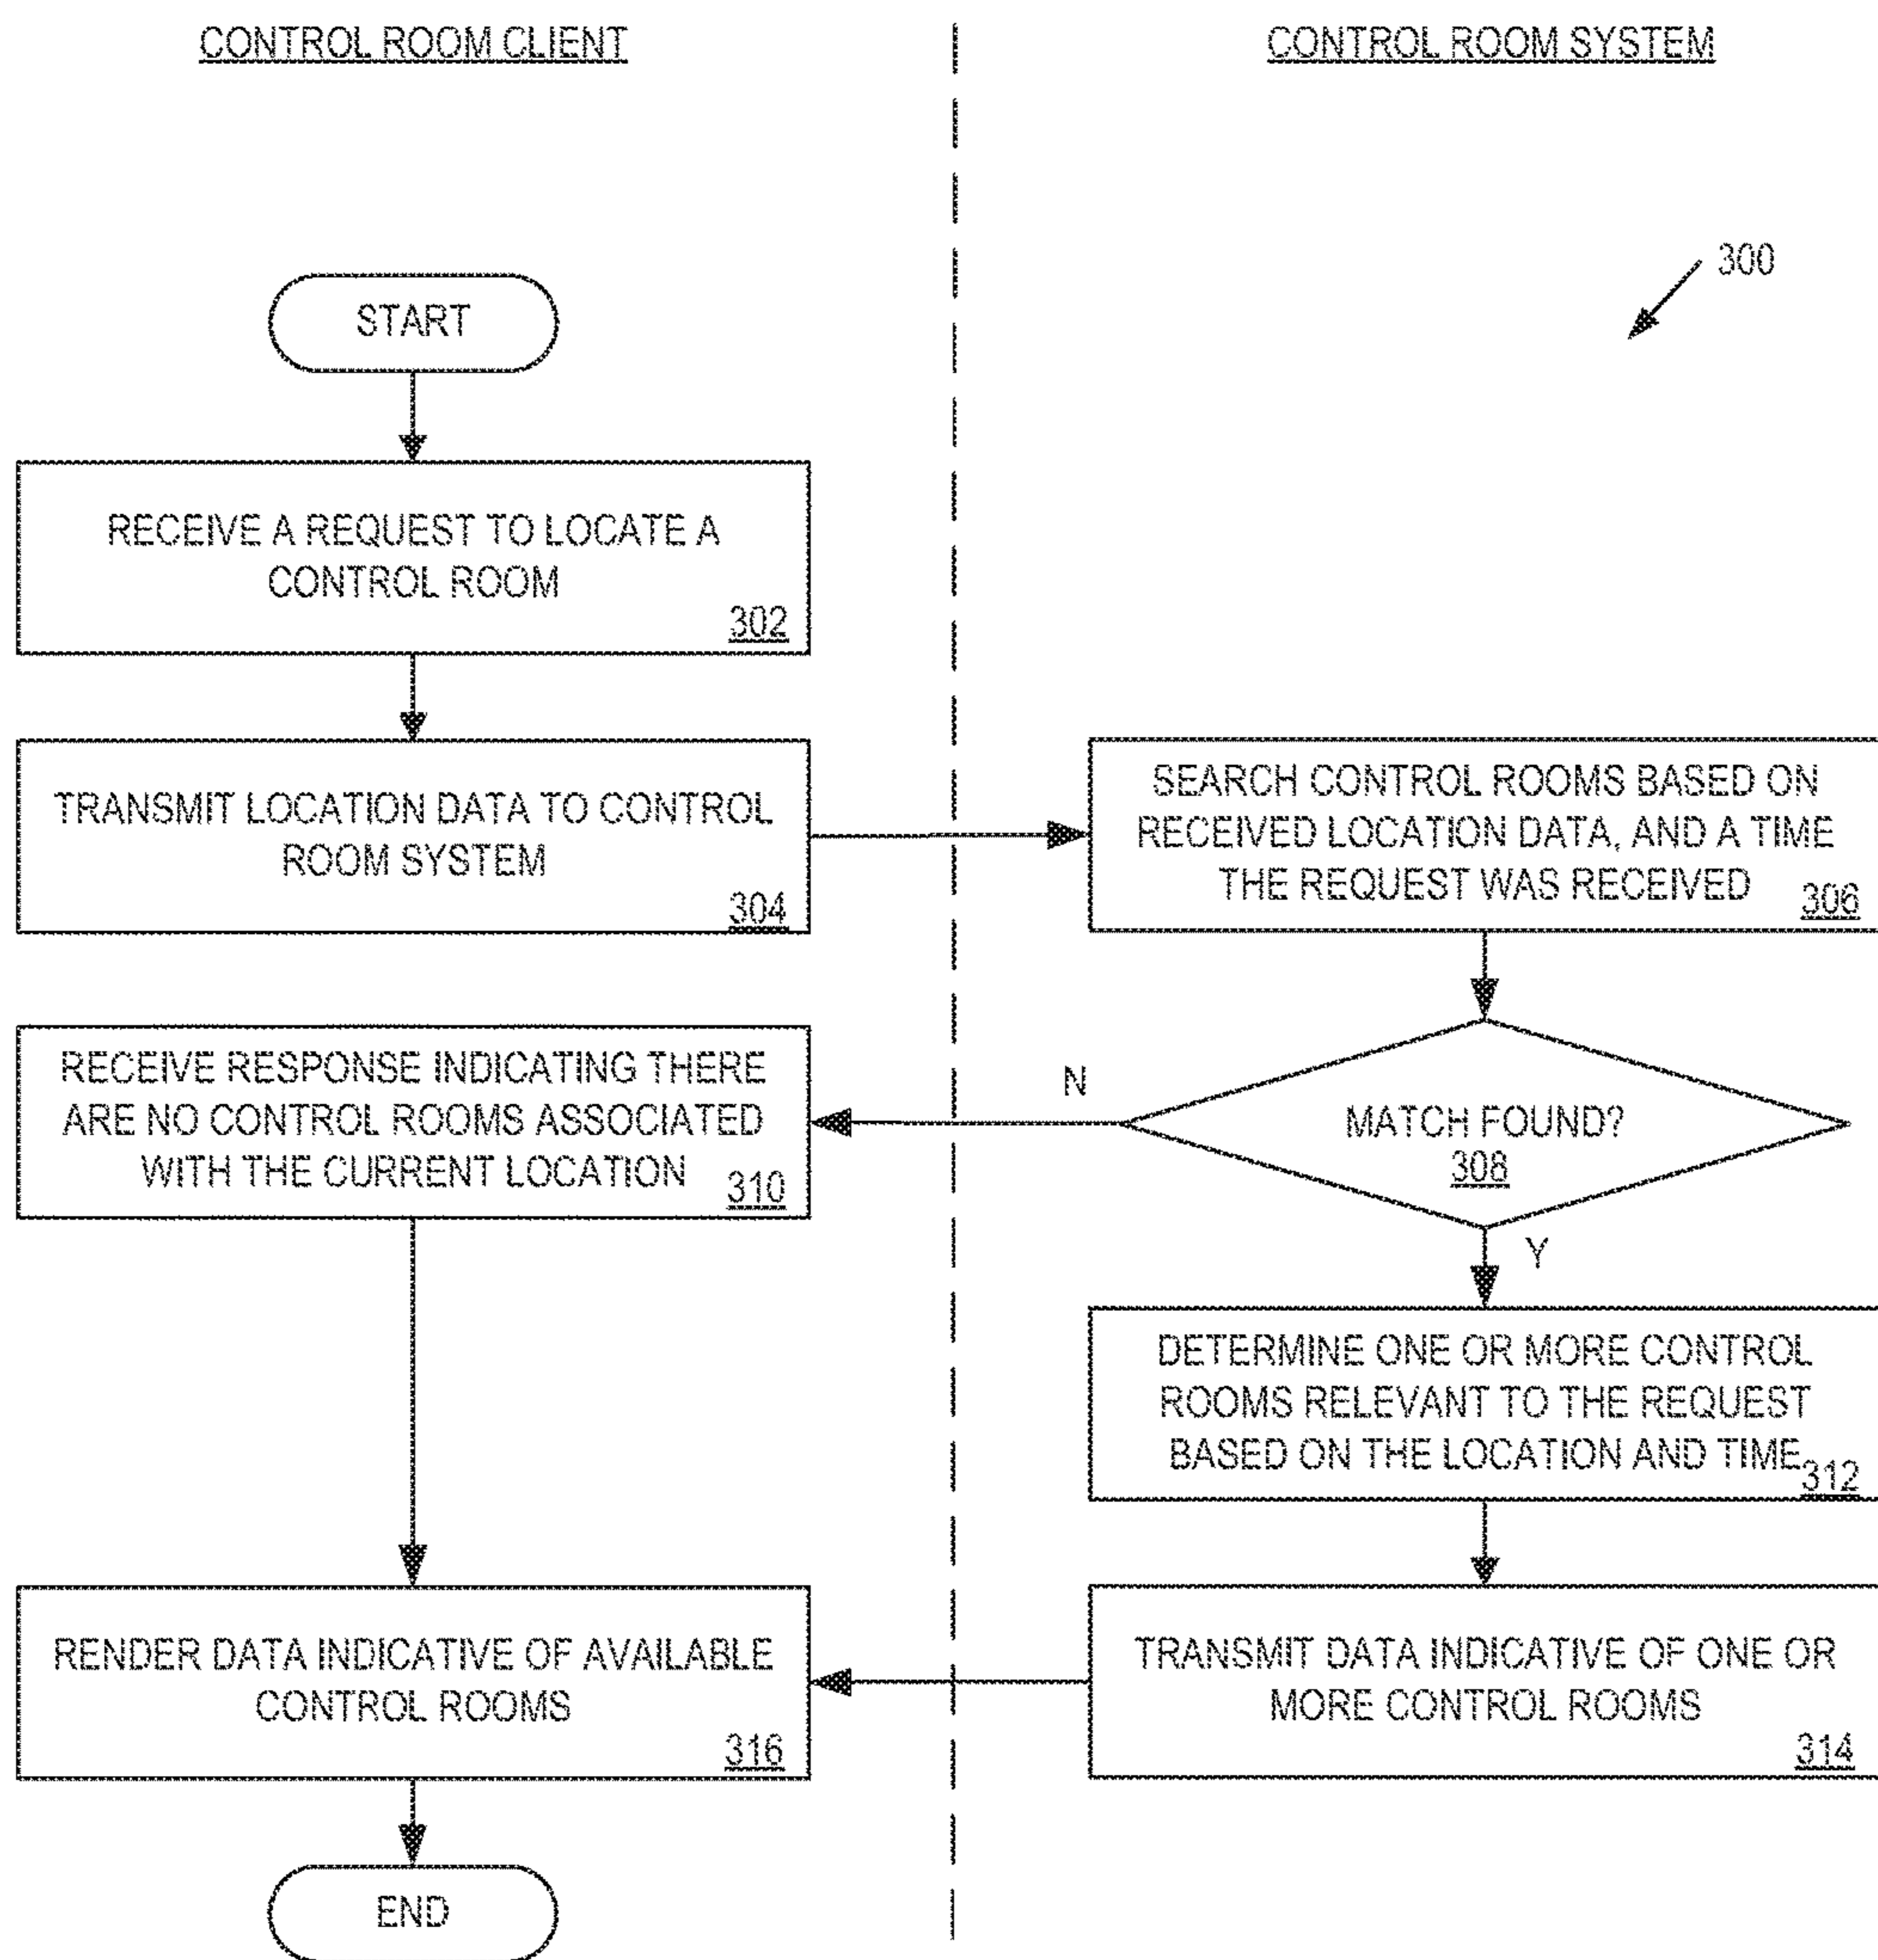 CONTROL ROOM CLIENT
CONTROL ROOM SYSTEM
300
START
RECEIVE A REQUEST TO LOCATE A
CONTROL ROOM
302
TRANSMIT LOCATION DATA TO CONTROL
ROOM SYSTEM
304
SEARCH CONTROL ROOMS BASED ON
RECEIVED LOCATION DATA, AND A TIME
THE REQUEST WAS RECEIVED
306
MATCH FOUND?
308
N
RECEIVE RESPONSE INDICATING THERE
ARE NO CONTROL ROOMS ASSOCIATED
WITH THE CURRENT LOCATION
310
Y
DETERMINE ONE OR MORE CONTROL
ROOMS RELEVANT TO THE REQUEST
BASED ON THE LOCATION AND TIME
312
TRANSMIT DATA INDICATIVE OF ONE OR
MORE CONTROL ROOMS
314
RENDER DATA INDICATIVE OF AVAILABLE
CONTROL ROOMS
316
END